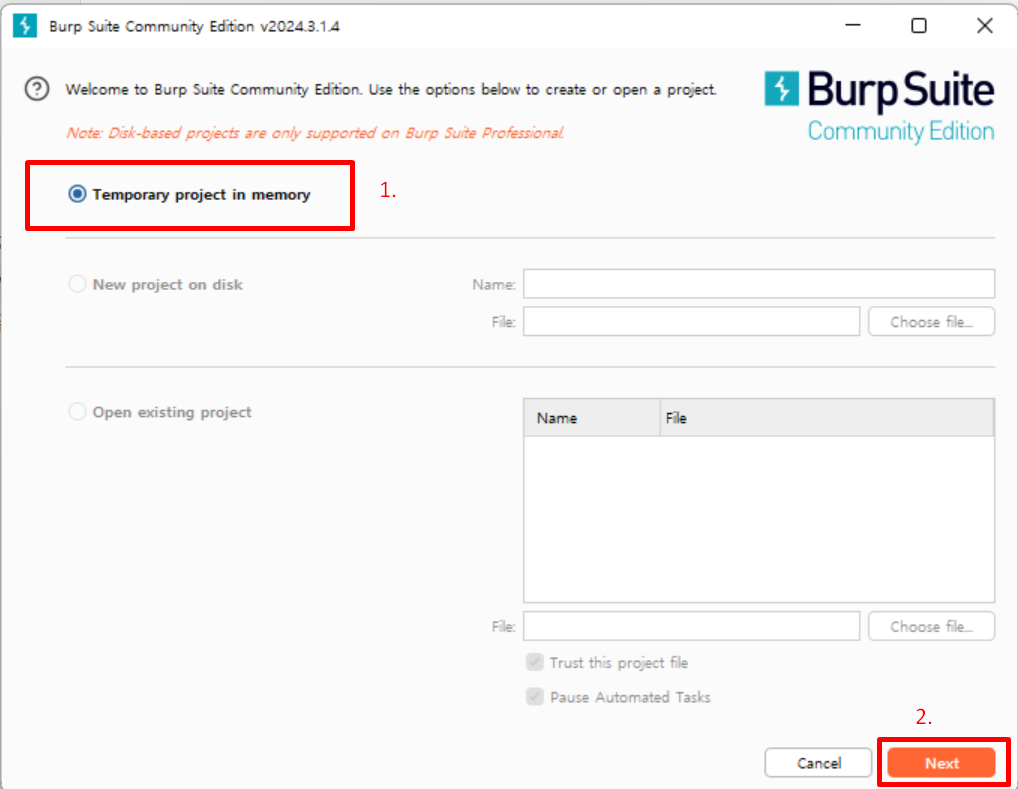 Burp Suite Community Edition v2024.3.1.4
Welcome to Burp Suite Community Edition. Use the options below to create or open a project.
Burp Suite
Community Edition
Note: Disk-based projects are only supported on Burp Suite Professional.
Temporary project in memory
1.
New project on disk
Name:
File:
Choose file...
Open existing project
Name
File
File:
Choose file...
Trust this project file
Pause Automated Tasks
2.
Cancel
Next